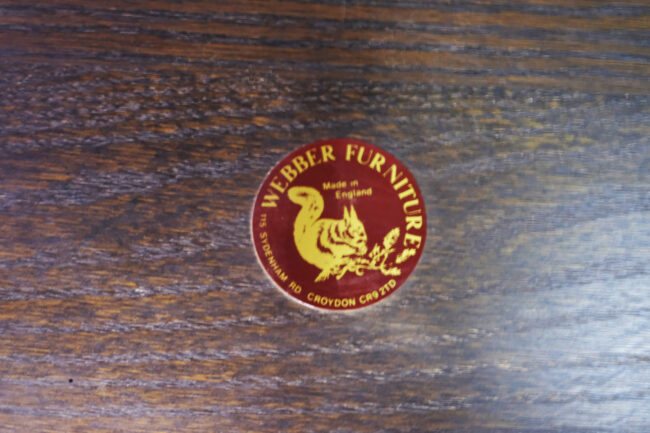 WEBBER FURNITURE
Made in
England
115 SYDENHAM RD. CROYDON CR9 2TD